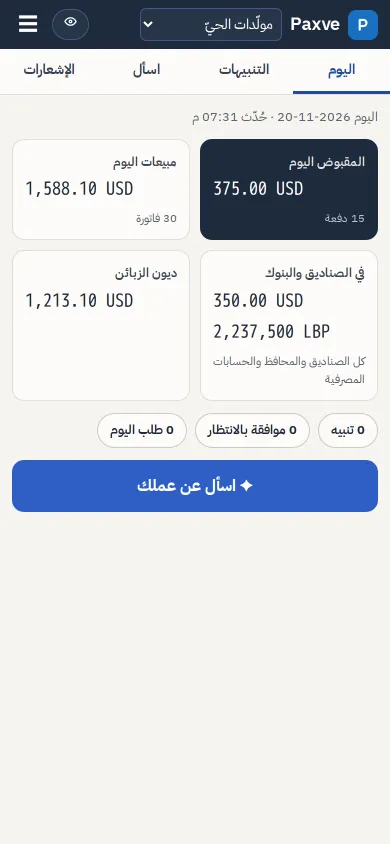 P Paxve مولّدات الحيّ
اليوم التنبيهات اسأل الإشعارات
اليوم 2026-11-20 · حُدّث 07:31 م
المقبوض اليوم
375.00 USD
15 دفعة
مبيعات اليوم
1,588.10 USD
30 فاتورة
في الصناديق والبنوك
350.00 USD
2,237,500 LBP
كل الصناديق والمحافظ والحسابات
المصرفية
ديون الزبائن
1,213.10 USD
0 تنبيه
0 موافقة بالانتظار
0 طلب اليوم
✦ اسأل عن عملك